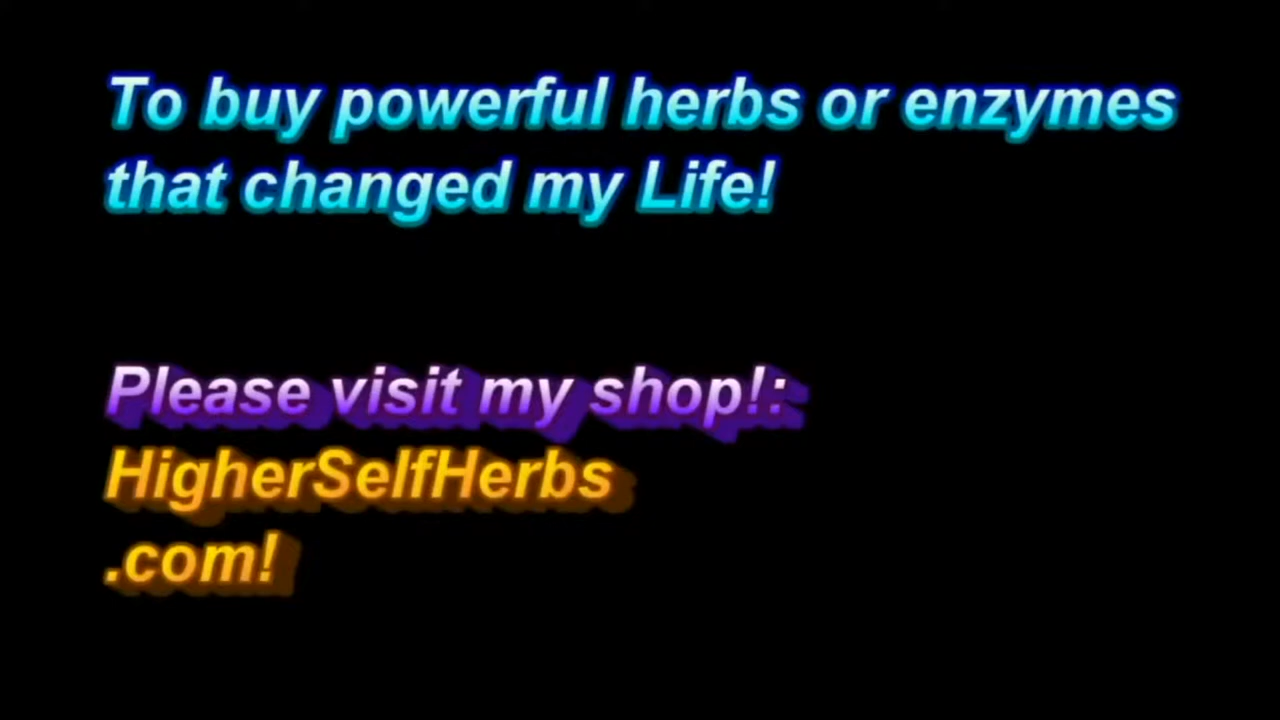 To buy powerful herbs or enzymes
that changed my Life!
Please visit my shop!:
HigherSelfHerbs
.com!